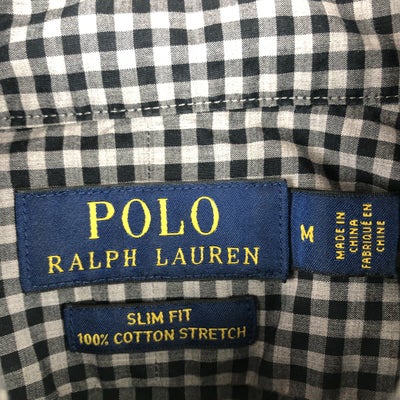 POLO
RALPH LAUREN
M
MADE IN
CHINA
FABRIQUÉ EN
CHINE
SLIM FIT
100% COTTON STRETCH